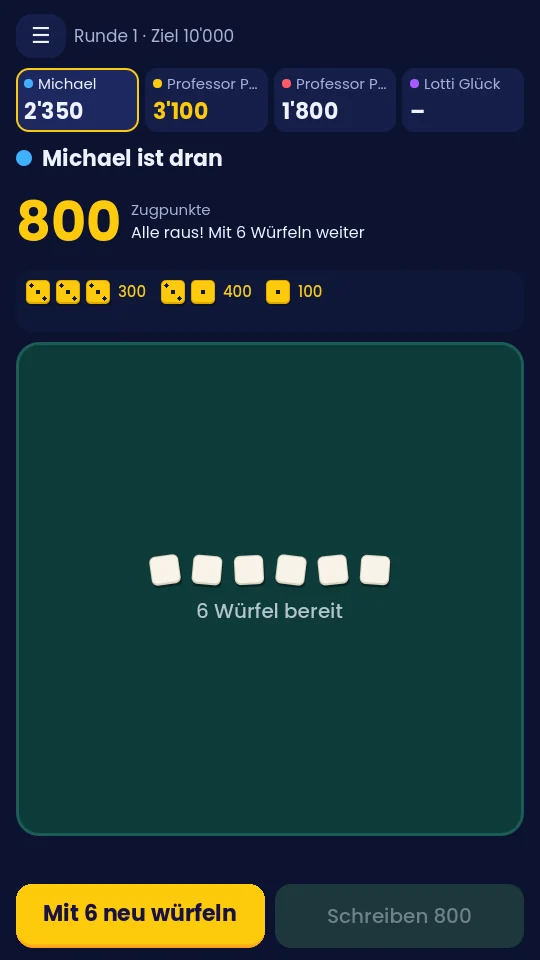 ☰ Runde 1 · Ziel 10'000
Michael
2'350
Professor P...
3'100
Professor P...
1'800
Lotti Glück
–
Michael ist dran
800
Zugpunkte
Alle raus! Mit 6 Würfeln weiter
300
400
100
6 Würfel bereit
Mit 6 neu würfeln
Schreiben 800